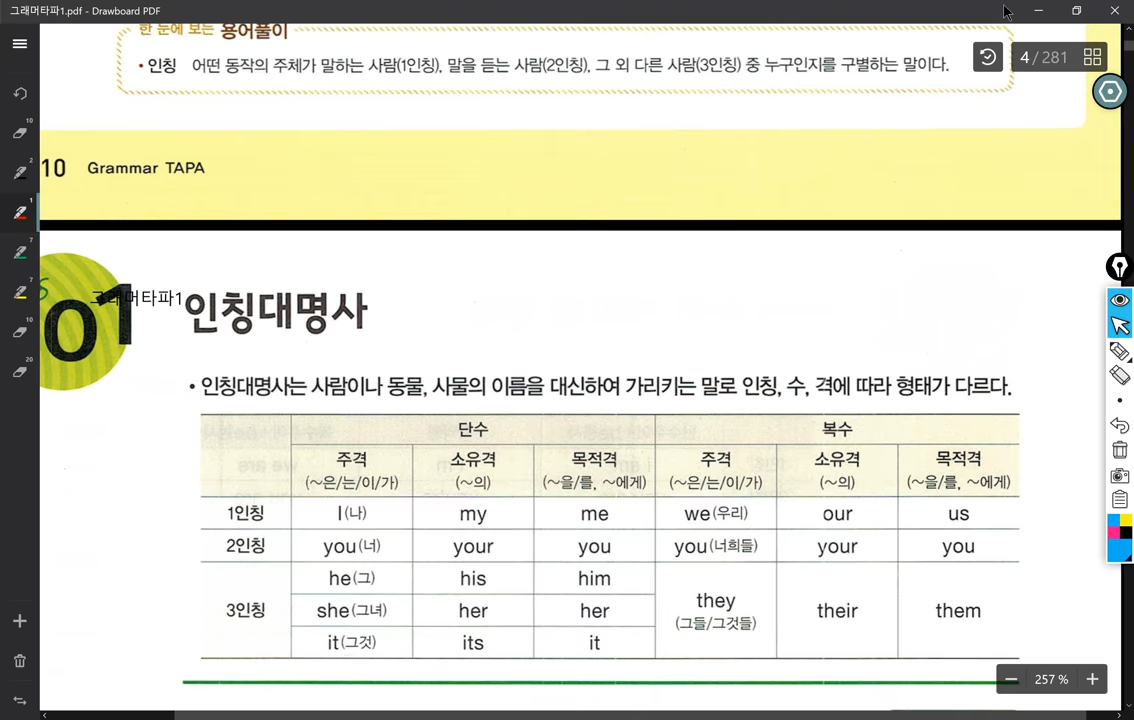 그래머타파1.pdf - Drawboard PDF
한 눈에 보는 용어풀이
• 인칭 어떤 동작의 주체가 말하는 사람(1인칭), 말을 듣는 사람(2인칭), 그 외 다른 사람(3인칭) 중 누구인지를 구별하는 말이다.
4 / 281
10 Grammar TAPA
01 인칭대명사
그래머타파1
• 인칭대명사는 사람이나 동물, 사물의 이름을 대신하여 가리키는 말로 인칭, 수, 격에 따라 형태가 다르다.
단수 복수
주격 소유격 목적격 주격 소유격 목적격
(~은/는/이/가) (~의) (~을/를, ~에게) (~은/는/이/가) (~의) (~을/를, ~에게)
1인칭 I(나) my me we(우리) our us
2인칭 you(너) your you you(너희들) your you
he(그) his him
3인칭 she(그녀) her her they their them
(그들/그것들)
it(그것) its it
257 %
10
2
1
7
7
10
20